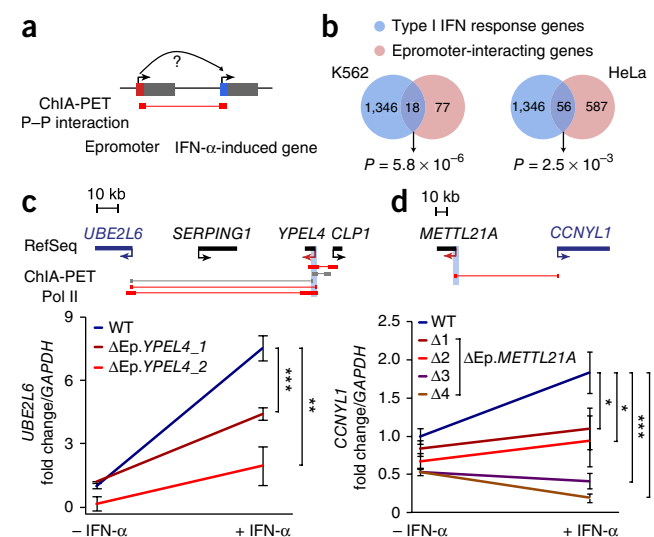 a
?
ChIA-PET
P–P interaction
Epromoter IFN-α-induced gene
b
Type I IFN response genes
Epromoter-interacting genes
K562
1,346 18 77
P = 5.8 × 10⁻⁶
HeLa
1,346 56 587
P = 2.5 × 10⁻³
c
10 kb
UBE2L6 SERPING1 YPEL4 CLP1
RefSeq
ChIA-PET
Pol II
9
6
3
0
UBE2L6
fold change/GAPDH
WT
ΔEp.YPEL4_1
ΔEp.YPEL4_2
***
**
– IFN-α + IFN-α
d
10 kb
METTL21A CCNYL1
2.5
2.0
1.5
1.0
0.5
0
CCNYL1
fold change/GAPDH
WT
Δ1
Δ2
Δ3
Δ4
ΔEp.METTL21A
*
*
***
– IFN-α + IFN-α